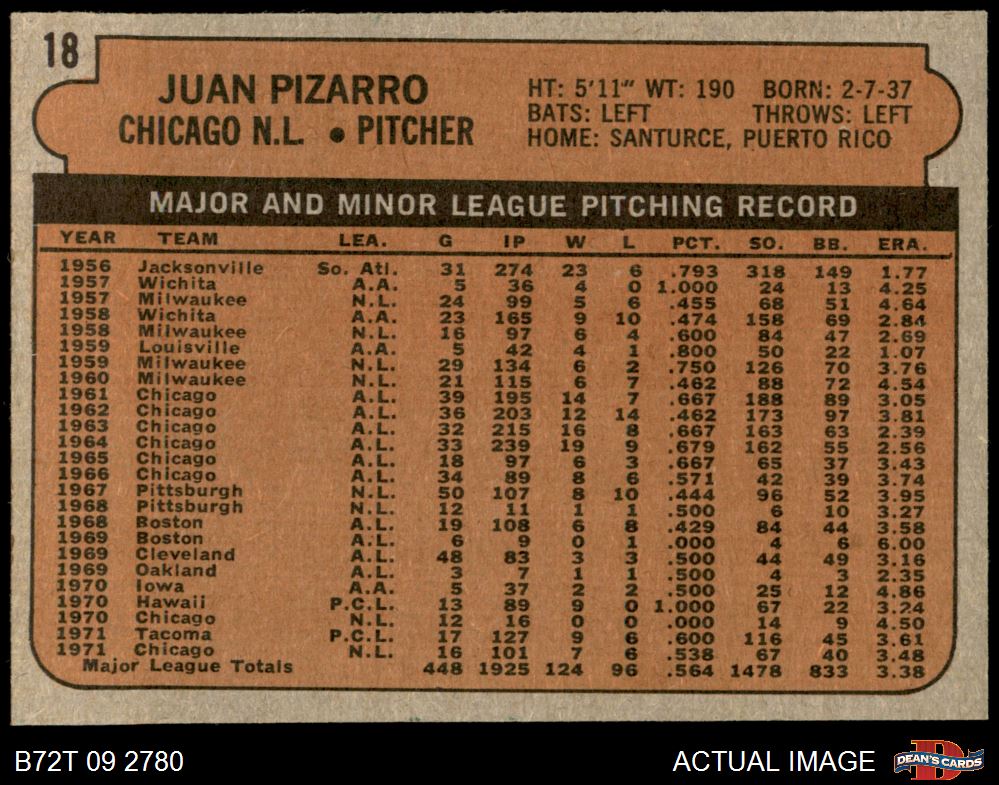 18
JUAN PIZARRO
CHICAGO N.L. • PITCHER
HT: 5'11" WT: 190 BORN: 2-7-37
BATS: LEFT THROWS: LEFT
HOME: SANTURCE, PUERTO RICO
MAJOR AND MINOR LEAGUE PITCHING RECORD
YEAR TEAM LEA. G IP W L PCT. SO. BB. ERA.
1956 Jacksonville So. Atl. 31 274 23 6 .793 318 149 1.77
1957 Wichita A.A. 5 36 4 0 1.000 24 13 4.25
1957 Milwaukee N.L. 24 99 5 6 .455 68 51 4.64
1958 Wichita A.A. 23 165 9 10 .474 158 69 2.84
1958 Milwaukee N.L. 16 97 6 4 .600 84 47 2.69
1959 Louisville A.A. 5 42 4 1 .800 50 22 1.07
1959 Milwaukee N.L. 29 134 6 2 .750 126 70 3.76
1960 Milwaukee N.L. 21 115 6 7 .462 88 72 4.54
1961 Chicago A.L. 39 195 14 7 .667 188 89 3.05
1962 Chicago A.L. 36 203 12 14 .462 173 97 3.81
1963 Chicago A.L. 32 215 16 8 .667 163 63 2.39
1964 Chicago A.L. 33 239 19 9 .679 162 55 2.56
1965 Chicago A.L. 18 97 6 3 .667 65 37 3.43
1966 Chicago A.L. 34 89 8 6 .571 42 39 3.74
1967 Pittsburgh N.L. 50 107 8 10 .444 96 52 3.95
1968 Pittsburgh N.L. 12 11 1 1 .500 6 10 3.27
1968 Boston A.L. 19 108 6 8 .429 84 44 3.58
1969 Boston A.L. 6 9 0 1 .000 4 6 6.00
1969 Cleveland A.L. 48 83 3 3 .500 44 49 3.16
1969 Oakland A.L. 3 7 1 1 .500 4 3 2.35
1970 Iowa A.A. 5 37 2 2 .500 25 12 4.86
1970 Hawaii P.C.L. 13 89 9 0 1.000 67 22 3.24
1970 Chicago N.L. 12 16 0 0 .000 14 9 4.50
1971 Tacoma P.C.L. 17 127 9 6 .600 116 45 3.61
1971 Chicago N.L. 16 101 7 6 .538 67 40 3.48
Major League Totals 448 1925 124 96 .564 1478 833 3.38
B72T 09 2780 ACTUAL IMAGE DEAN'S CARDS